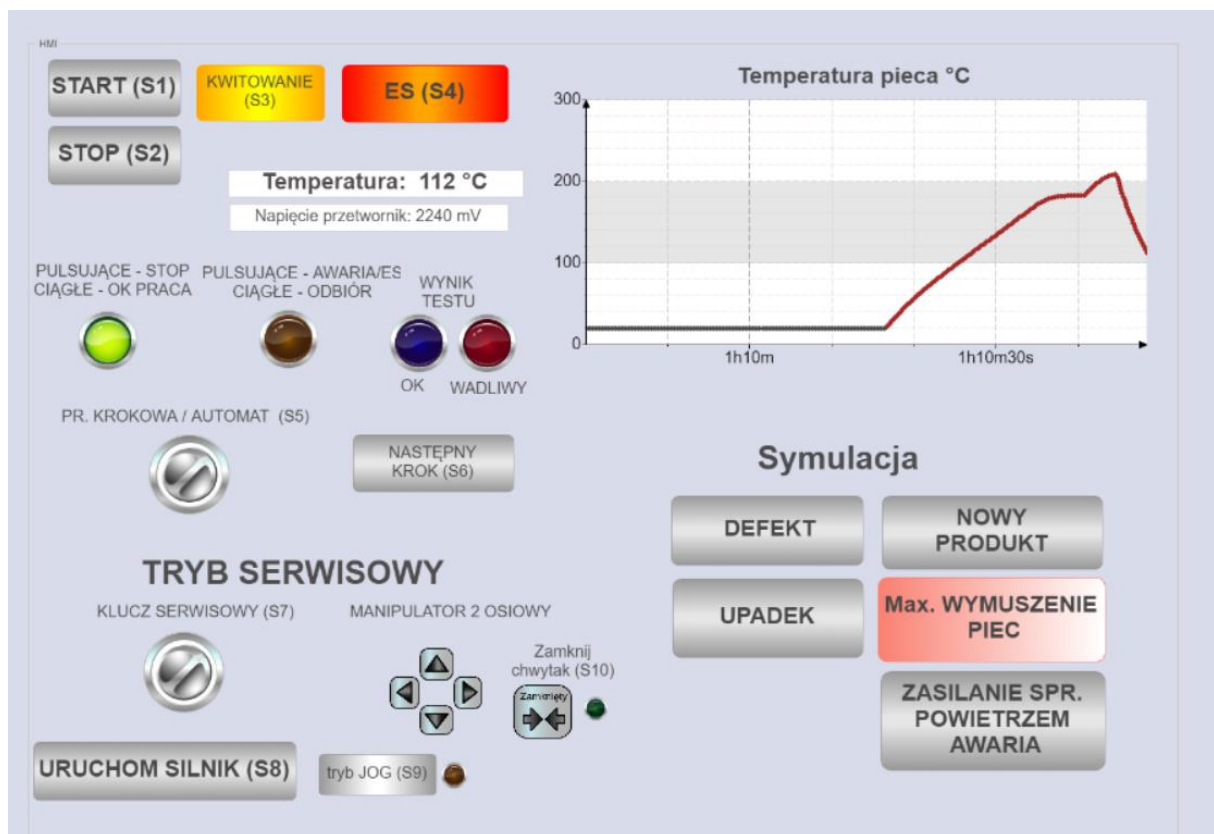 HMI
START (S1)
KWITOWANIE
(S3)
ES (S4)
STOP (S2)
Temperatura: 112 °C
Napięcie przetwornik: 2240 mV
Temperatura pieca °C
300
200
100
0
1h10m
1h10m30s
PULSUJĄCE - STOP
CIĄGŁE - OK PRACA
PULSUJĄCE - AWARIA/ES
CIĄGŁE - ODBIÓR
WYNIK
TESTU
OK
WADLIWY
PR. KROKOWA / AUTOMAT (S5)
NASTĘPNY
KROK (S6)
Symulacja
DEFEKT
NOWY
PRODUKT
UPADEK
Max. WYMUSZENIE
PIEC
ZASILANIE SPR.
POWIETRZEM
AWARIA
TRYB SERWISOWY
KLUCZ SERWISOWY (S7)
MANIPULATOR 2 OSIOWY
Zamknij
chwytak (S10)
Zamknięty
URUCHOM SILNIK (S8)
tryb JOG (S9)